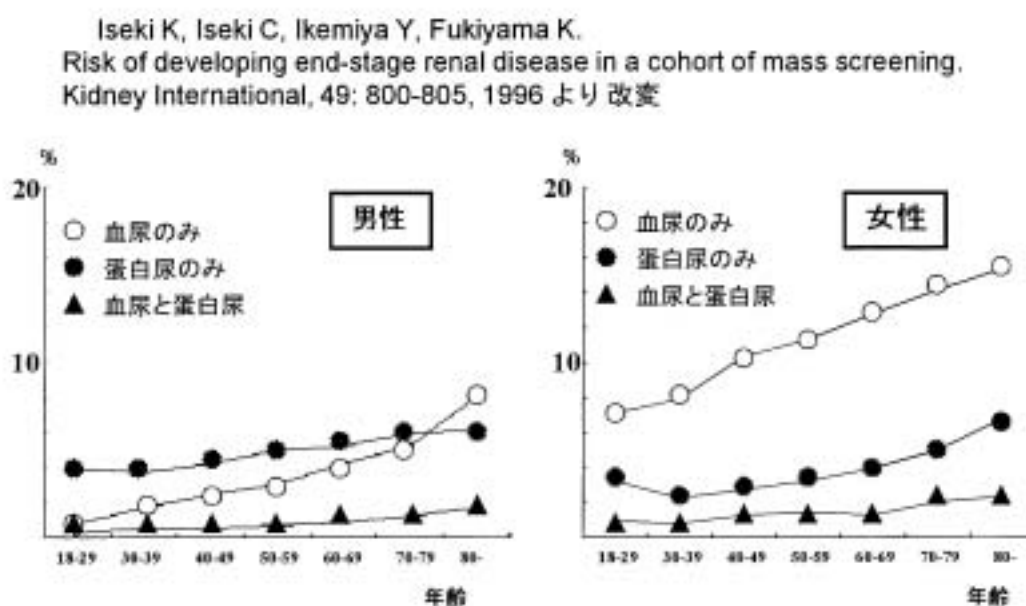 Iseki K, Iseki C, Ikemiya Y, Fukiyama K.
Risk of developing end-stage renal disease in a cohort of mass screening.
Kidney International, 49: 800-805, 1996 より 改変
%
20
男性
血尿のみ
蛋白尿のみ
血尿と蛋白尿
10
18-29 30-39 40-49 50-59 60-69 70-79 80-
年齢
%
20
女性
血尿のみ
蛋白尿のみ
血尿と蛋白尿
10
18-29 30-39 40-49 50-59 60-69 70-79 80-
年齢